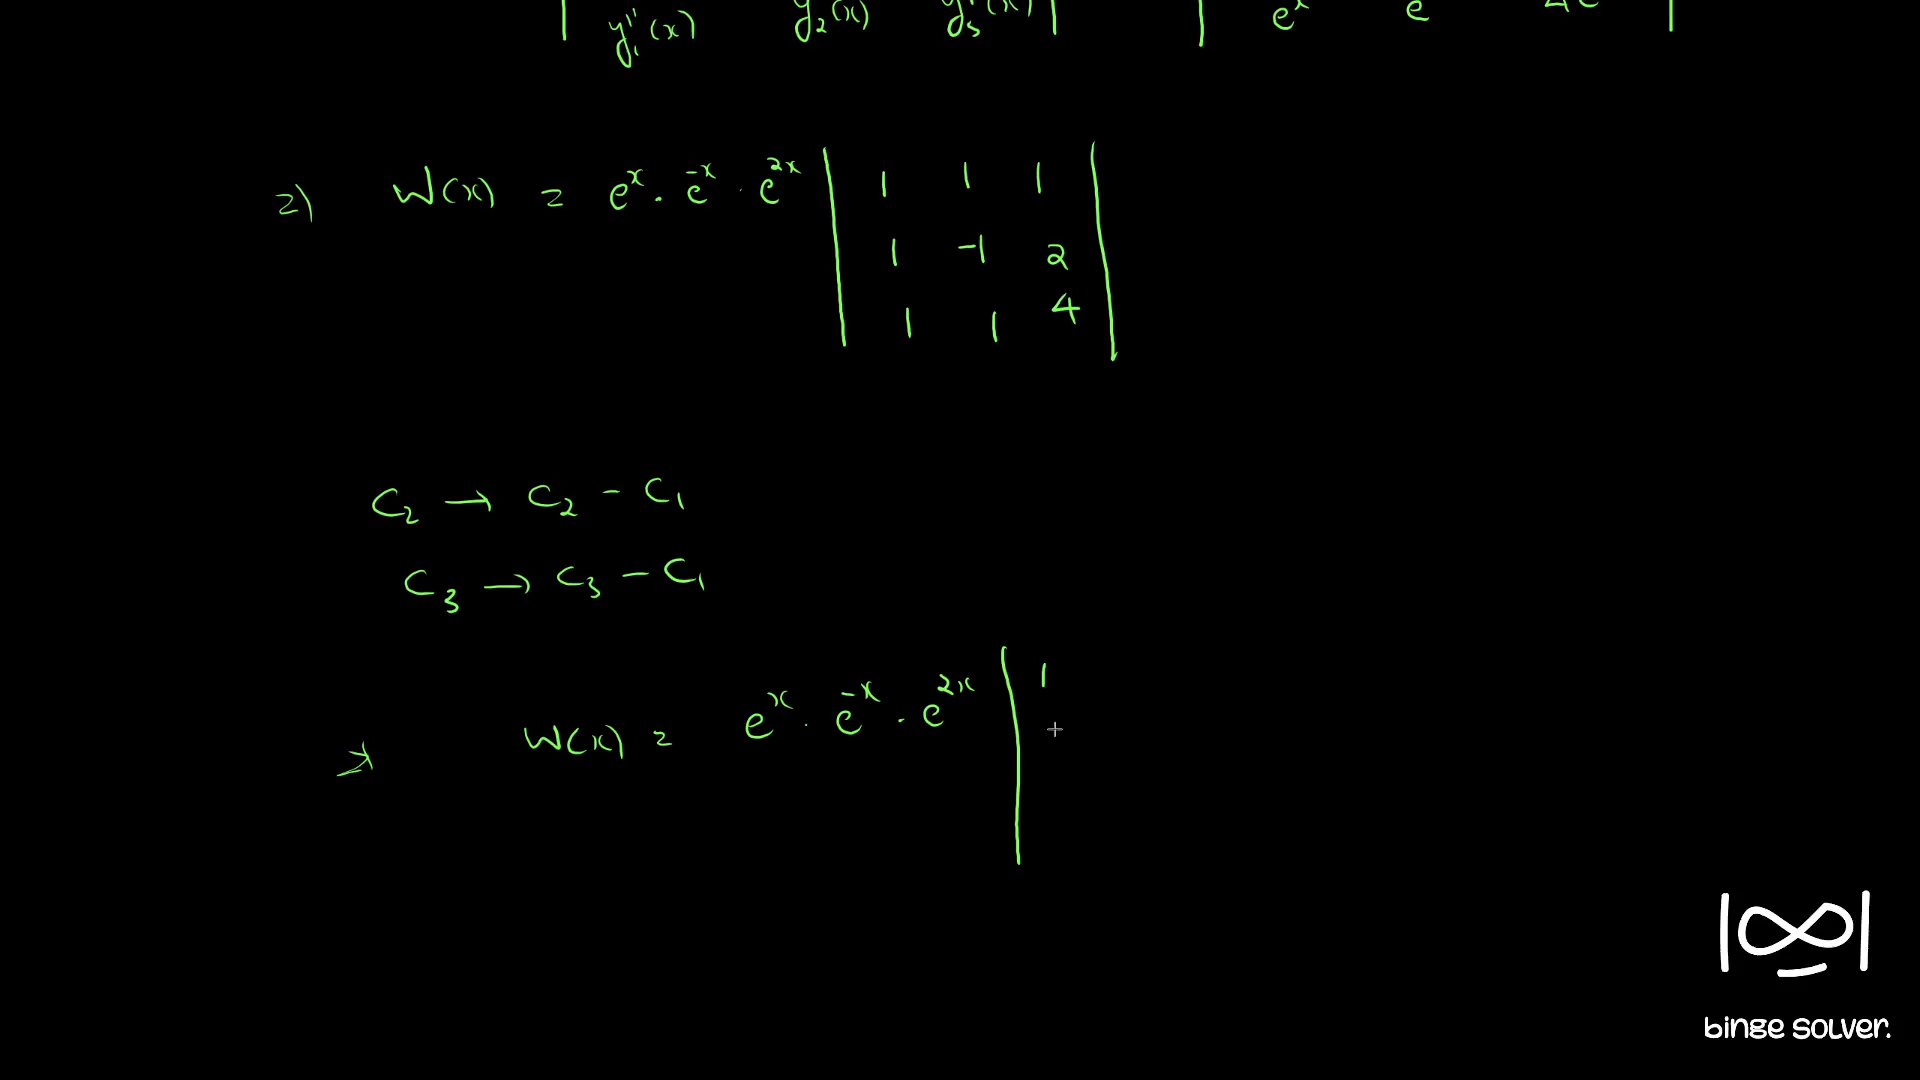 y₁''(x) y₂''(x) y₃''(x) | | eˣ e 4e |
2) W(x) = eˣ . e⁻ˣ . e²ˣ | 1 1 1 |
1 -1 2
1 1 4
C₂ → C₂ - C₁
C₃ → C₃ - C₁
⇒ W(x) = eˣ . e⁻ˣ . e²ˣ | 1
binge solver.